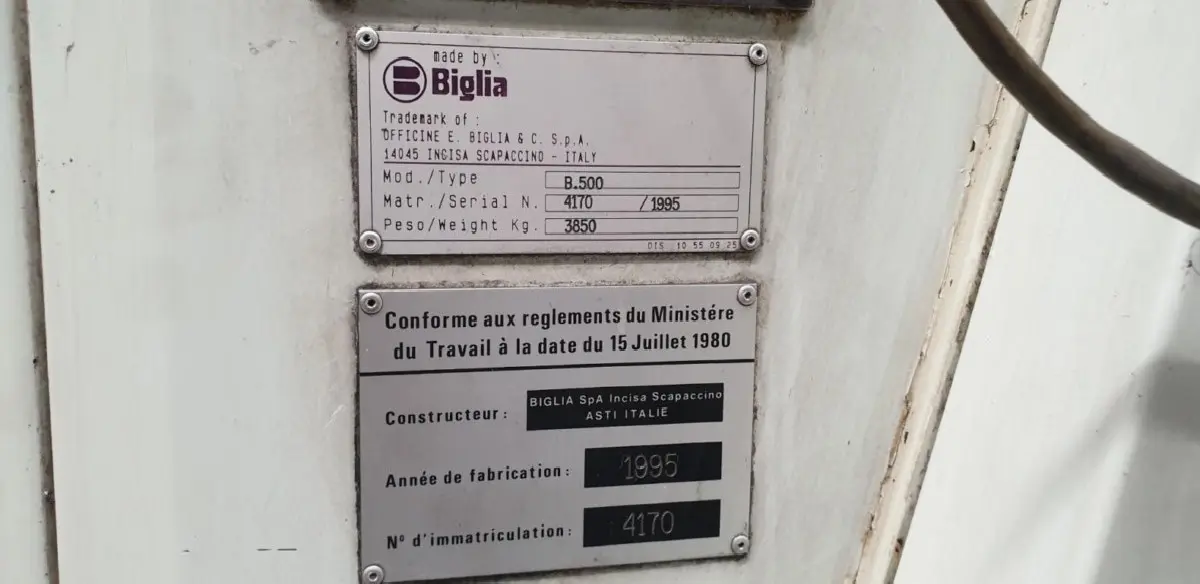 made by :
Biglia
Trademark of :
OFFICINE E. BIGLIA & C. S.p.A.
14045 INCISA SCAPACCINO - ITALY
Mod./Type B.500
Matr./Serial N. 4170 /1995
Peso/Weight Kg. 3850
DIS. 10.55.09.25
Conforme aux reglements du Ministére
du Travail à la date du 15 Juillet 1980
Constructeur : BIGLIA SpA Incisa Scapaccino
ASTI ITALIE
Année de fabrication : 1995
Nº d'immatriculation : 4170